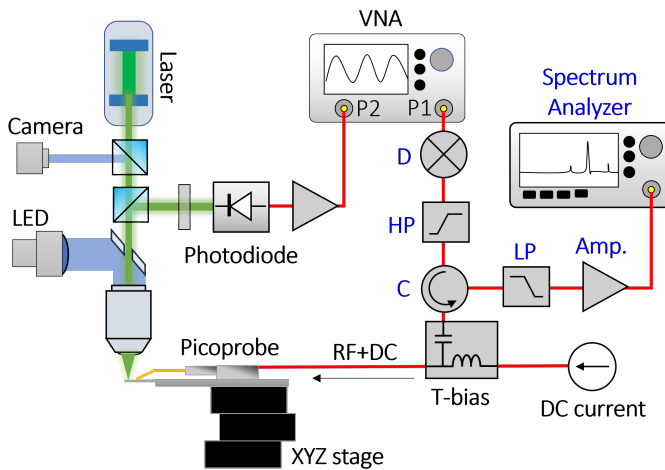 VNA
Laser
Spectrum
Analyzer
P2
P1
Camera
D
LED
HP
Photodiode
LP
Amp.
C
Picoprobe
RF+DC
T-bias
DC current
XYZ stage